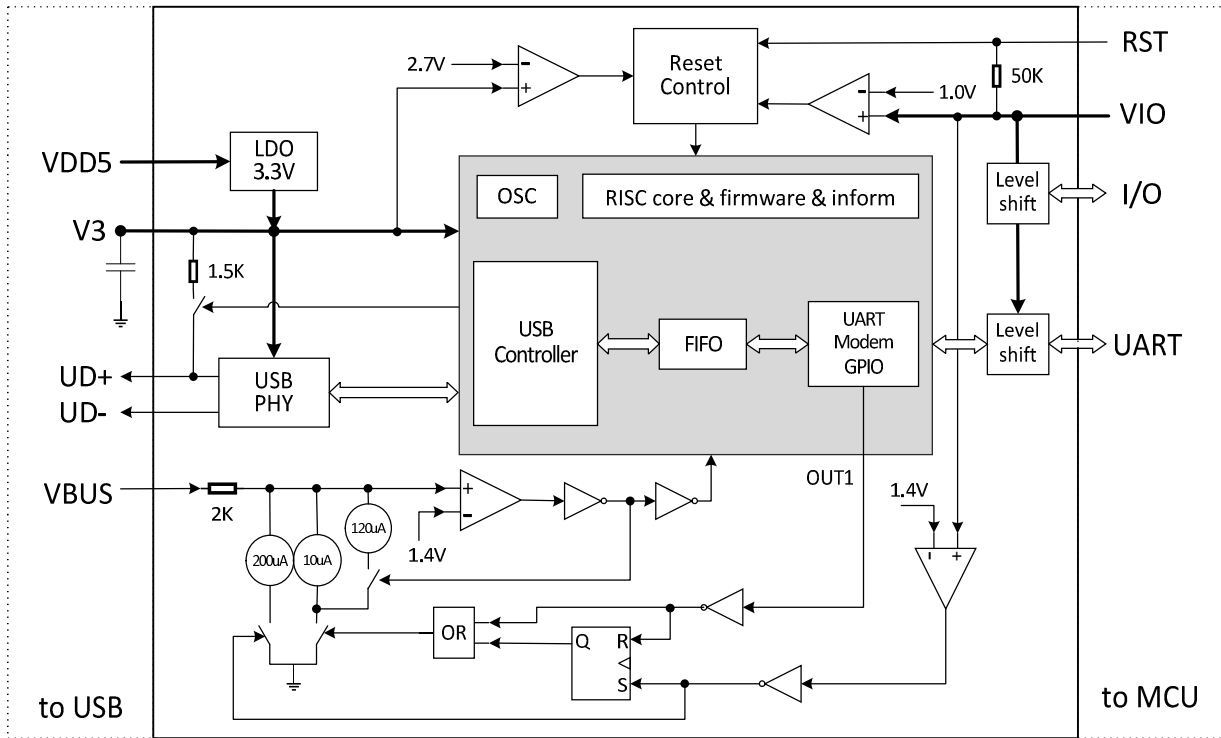 RST
2.7V
-
+
Reset
Control
50K
-
1.0V
+
VIO
VDD5
LDO
3.3V
OSC
RISC core & firmware & inform
Level
shift
I/O
V3
1.5K
USB
Controller
FIFO
UART
Modem
GPIO
Level
shift
UART
UD+
USB
PHY
UD-
VBUS
2K
+
-
1.4V
OUT1
1.4V
120uA
200uA
10uA
-
+
OR
Q
R
S
to USB
to MCU